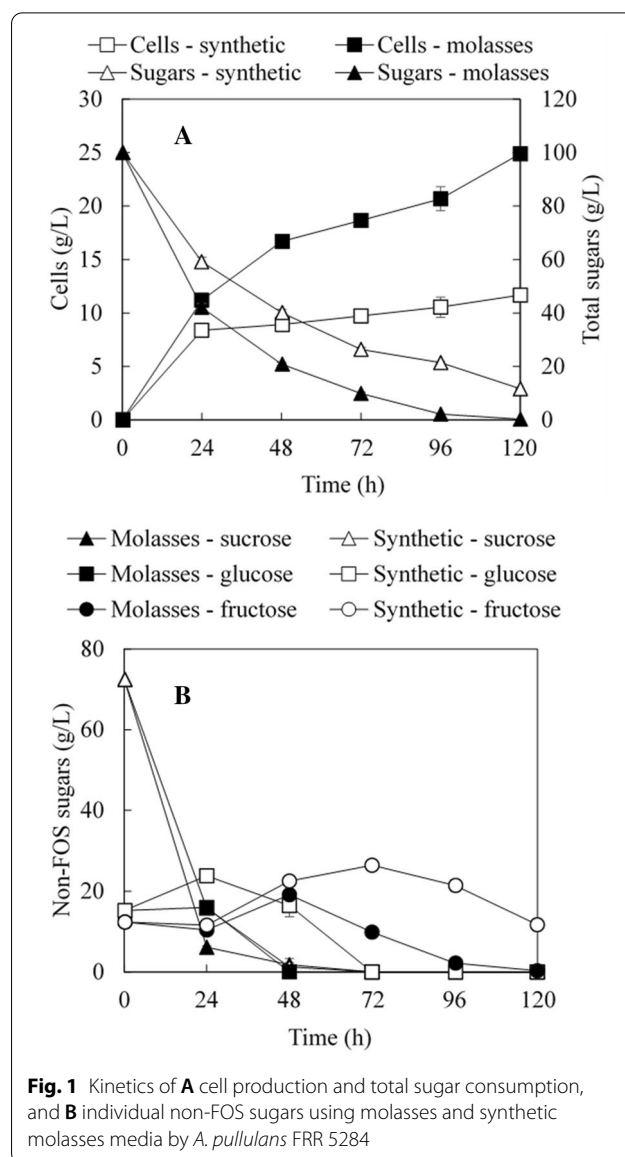 Cells - synthetic Cells - molasses
Sugars - synthetic Sugars - molasses
30 120
A
25 100
20 80
15 60
10 40
5 20
0 0
Cells (g/L)
Total sugars (g/L)
0 24 48 72 96 120
Time (h)
Molasses - sucrose Synthetic - sucrose
Molasses - glucose Synthetic - glucose
Molasses - fructose Synthetic - fructose
80
B
60
40
20
0
Non-FOS sugars (g/L)
0 24 48 72 96 120
Time (h)
Fig. 1 Kinetics of A cell production and total sugar consumption,
and B individual non-FOS sugars using molasses and synthetic
molasses media by A. pullulans FRR 5284